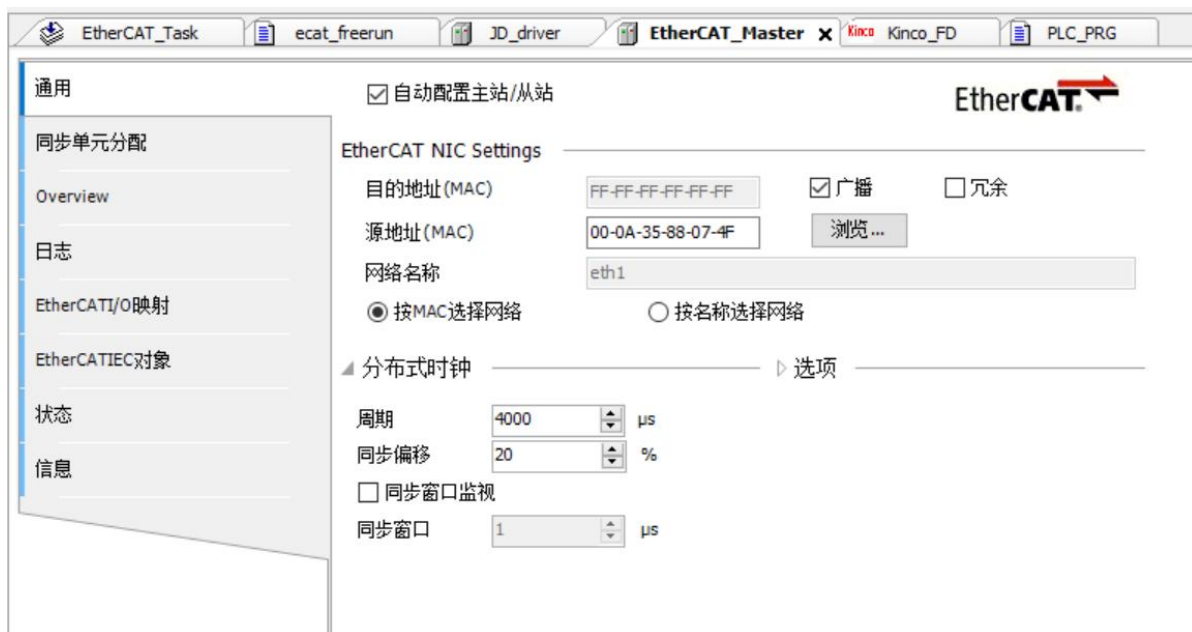 EtherCAT_Task ecat_freerun JD_driver EtherCAT_Master Kinco Kinco_FD PLC_PRG
通用
自动配置主站/从站
EtherCAT.
同步单元分配
EtherCAT NIC Settings
Overview
目的地址(MAC) FF-FF-FF-FF-FF-FF 广播 冗余
日志
源地址(MAC) 00-0A-35-88-07-4F 浏览...
网络名称 eth1
EtherCATI/O映射
按MAC选择网络 按名称选择网络
EtherCATIEC对象
分布式时钟 选项
状态
周期 4000 µs
同步偏移 20 %
信息
同步窗口监视
同步窗口 1 µs